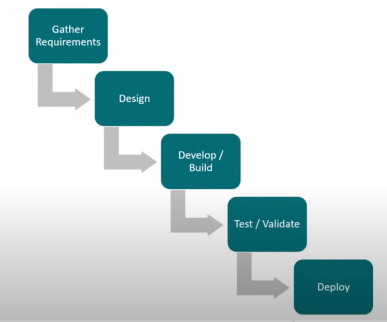 Gather
Requirements
Design
Develop /
Build
Test / Validate
Deploy